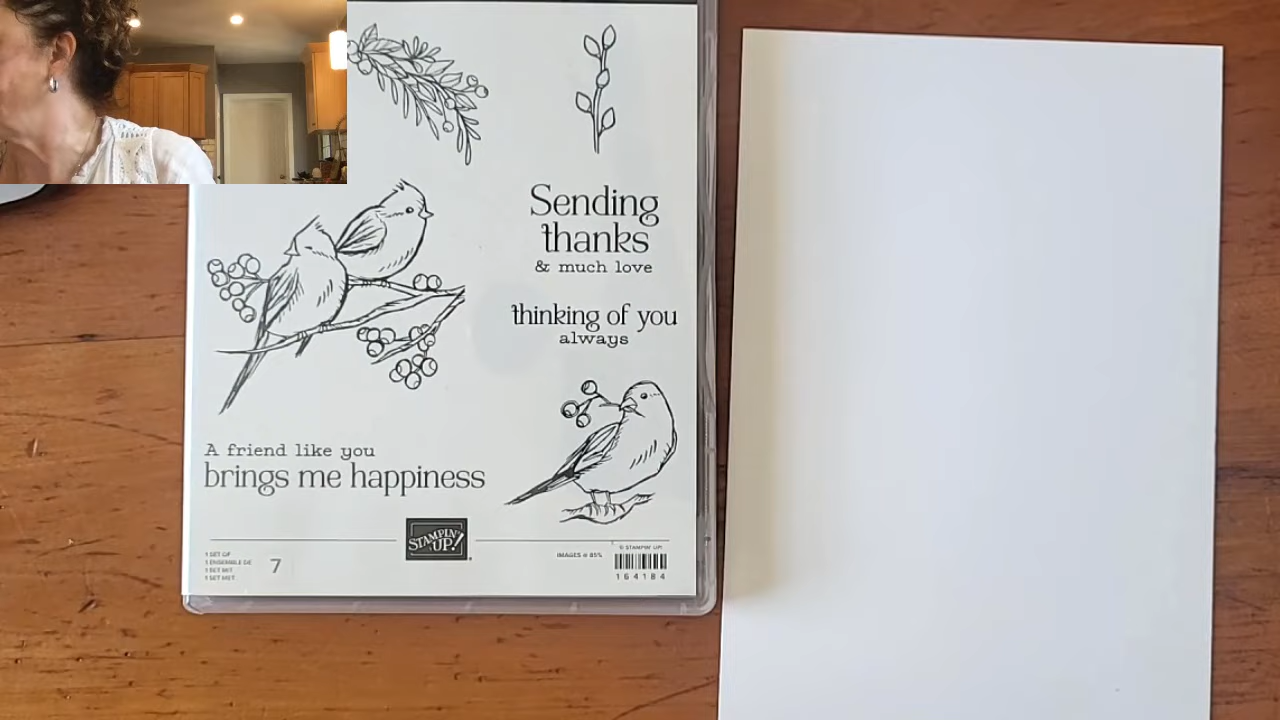 Sending
thanks
& much love
thinking of you
always
A friend like you
brings me happiness
STAMPIN' UP!
1 SET OF
1 ENSEMBLE DE
1 SET MIT
1 SET MET
7
IMAGES @ 85%
© STAMPIN' UP!
164184